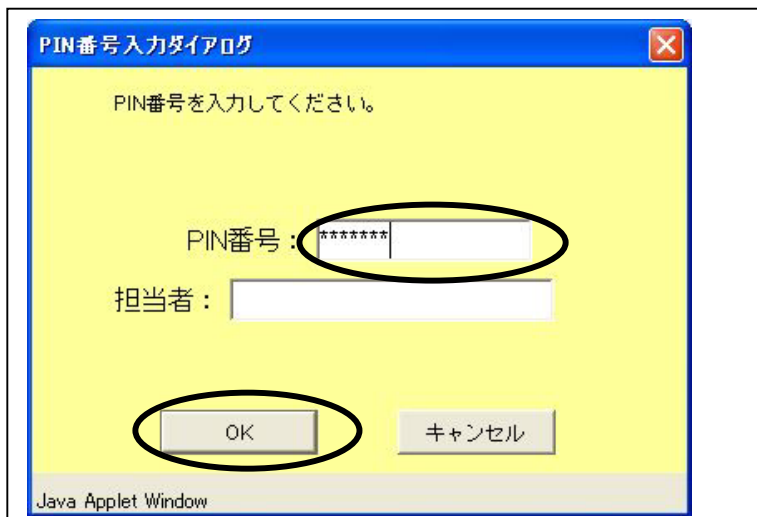 PIN番号入力ダイアログ
PIN番号を入力してください。
PIN番号： *******
担当者：
OK キャンセル
Java Applet Window